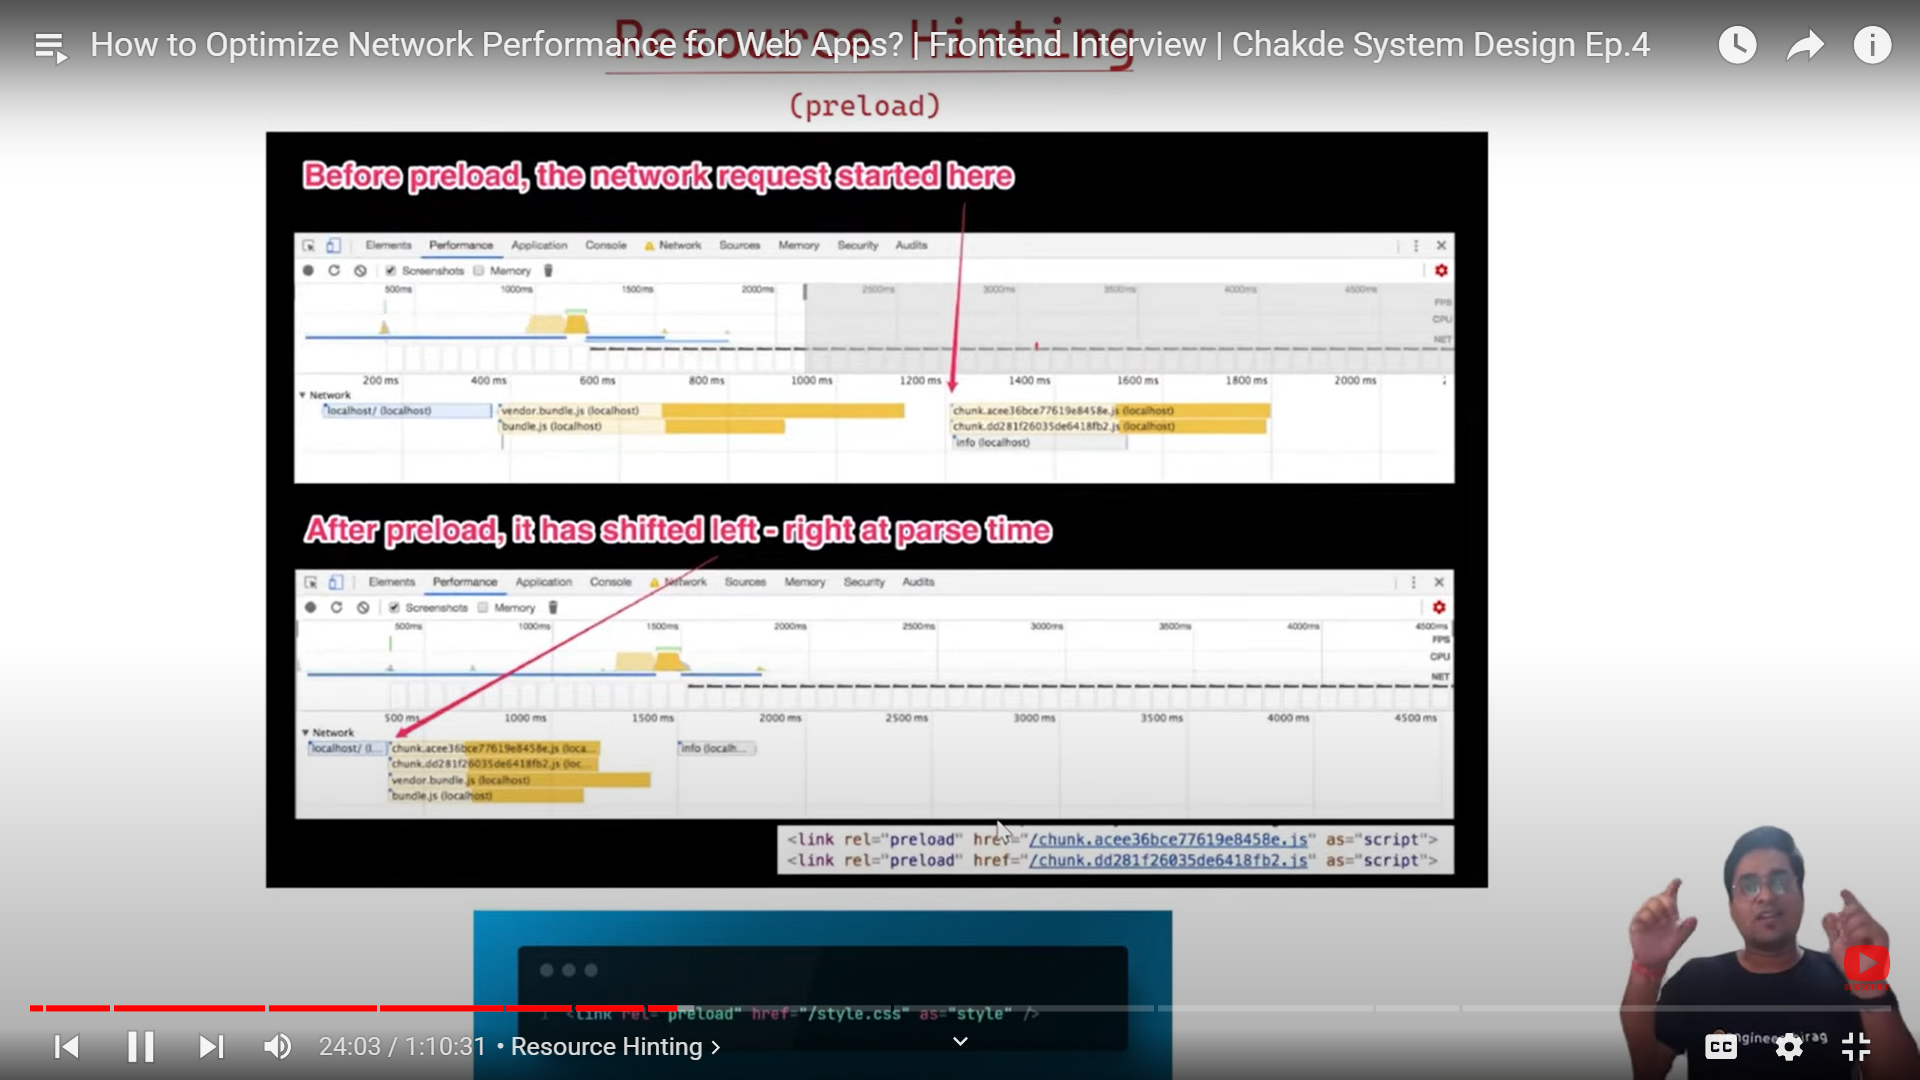 Resource Hinting
How to Optimize Network Performance for Web Apps? | Frontend Interview | Chakde System Design Ep.4
(preload)
Before preload, the network request started here
Elements Performance Application Console Network Sources Memory Security Audits
Screenshots Memory
500ms 1000ms 1500ms 2000ms 2500ms 3000ms 3500ms 4000ms 4500ms
FPS
CPU
NET
200 ms 400 ms 600 ms 800 ms 1000 ms 1200 ms 1400 ms 1600 ms 1800 ms 2000 ms
Network
localhost/ (localhost) vendor.bundle.js (localhost) chunk.acee36bce77619e8458e.js (localhost)
bundle.js (localhost) chunk.dd281f26035de6418fb2.js (localhost)
info (localhost)
After preload, it has shifted left - right at parse time
Elements Performance Application Console Network Sources Memory Security Audits
Screenshots Memory
500ms 1000ms 1500ms 2000ms 2500ms 3000ms 3500ms 4000ms 4500ms
FPS
CPU
NET
500 ms 1000 ms 1500 ms 2000 ms 2500 ms 3000 ms 3500 ms 4000 ms 4500 ms
Network
localhost/ (l... chunk.acee36bce77619e8458e.js (loca... info (localh...
chunk.dd281f26035de6418fb2.js (loc...
vendor.bundle.js (localhost)
bundle.js (localhost)
<link rel="preload" href="/chunk.acee36bce77619e8458e.js" as="script">
<link rel="preload" href="/chunk.dd281f26035de6418fb2.js" as="script">
1 <link rel="preload" href="/style.css" as="style" />
24:03 / 1:10:31 • Resource Hinting
CC